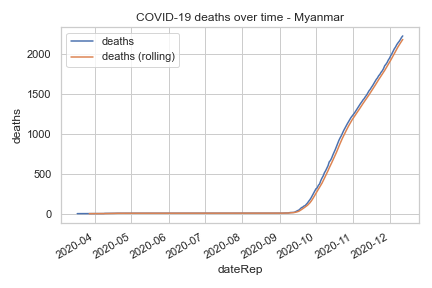 COVID-19 deaths over time - Myanmar
deaths
deaths (rolling)
2000
1500
1000
500
0
deaths
2020-04
2020-05
2020-06
2020-07
2020-08
2020-09
2020-10
2020-11
2020-12
dateRep